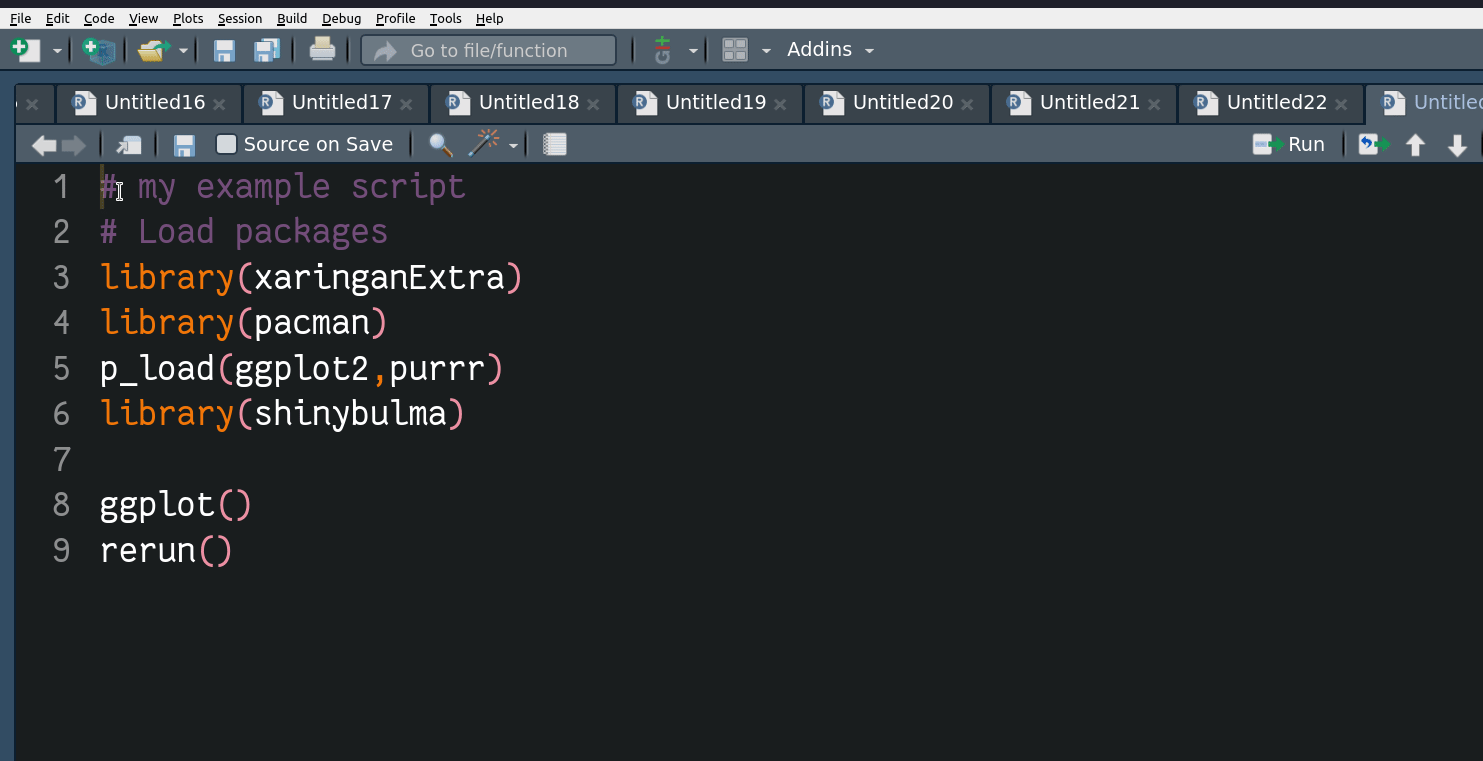 File Edit Code View Plots Session Build Debug Profile Tools Help
Go to file/function Addins
Untitled16 Untitled17 Untitled18 Untitled19 Untitled20 Untitled21 Untitled22
Source on Save Run
1 # my example script
2 # Load packages
3 library(xaringanExtra)
4 library(pacman)
5 p_load(ggplot2,purrr)
6 library(shinybulma)
7
8 ggplot()
9 rerun()